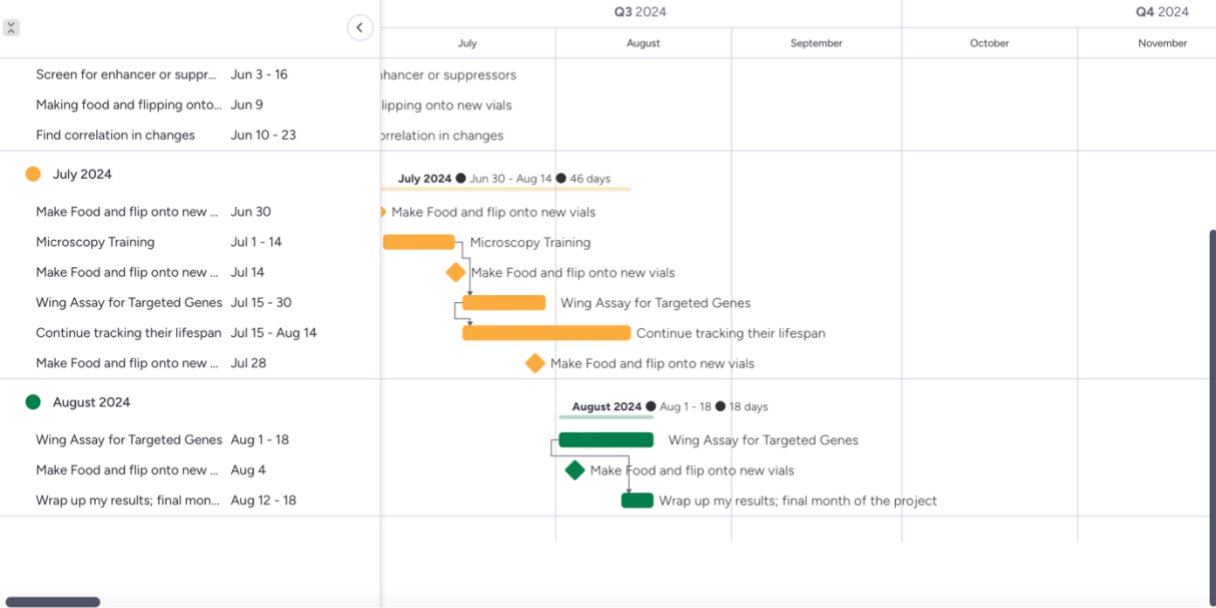 Q3 2024
Q4 2024
July
August
September
October
November
Screen for enhancer or suppr... Jun 3 - 16
hancer or suppressors
Making food and flipping onto... Jun 9
lipping onto new vials
Find correlation in changes Jun 10 - 23
orrelation in changes
July 2024
July 2024 ● Jun 30 - Aug 14 ● 46 days
Make Food and flip onto new ... Jun 30
Make Food and flip onto new vials
Microscopy Training Jul 1 - 14
Microscopy Training
Make Food and flip onto new ... Jul 14
Make Food and flip onto new vials
Wing Assay for Targeted Genes Jul 15 - 30
Wing Assay for Targeted Genes
Continue tracking their lifespan Jul 15 - Aug 14
Continue tracking their lifespan
Make Food and flip onto new ... Jul 28
Make Food and flip onto new vials
August 2024
August 2024 ● Aug 1 - 18 ● 18 days
Wing Assay for Targeted Genes Aug 1 - 18
Wing Assay for Targeted Genes
Make Food and flip onto new ... Aug 4
Make Food and flip onto new vials
Wrap up my results; final mon... Aug 12 - 18
Wrap up my results; final month of the project